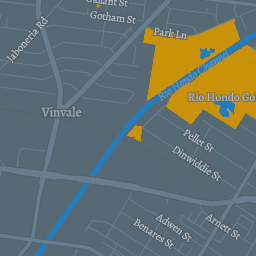 Gotham St
Jaboneria Rd
Park Ln
Rio Hondo Channel
Rio Hondo Go
Vinvale
Pellet St
Dinwiddie St
Adwen St
Arnett St
Benares St